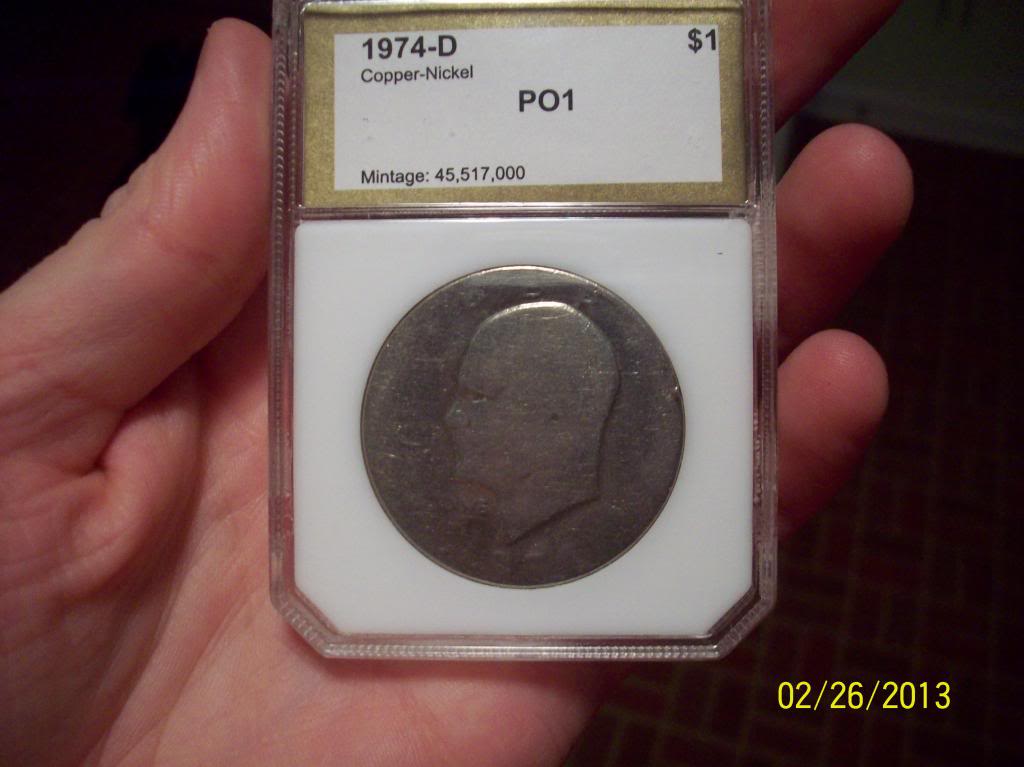 1974-D $1
Copper-Nickel
PO1
Mintage: 45,517,000
02/26/2013